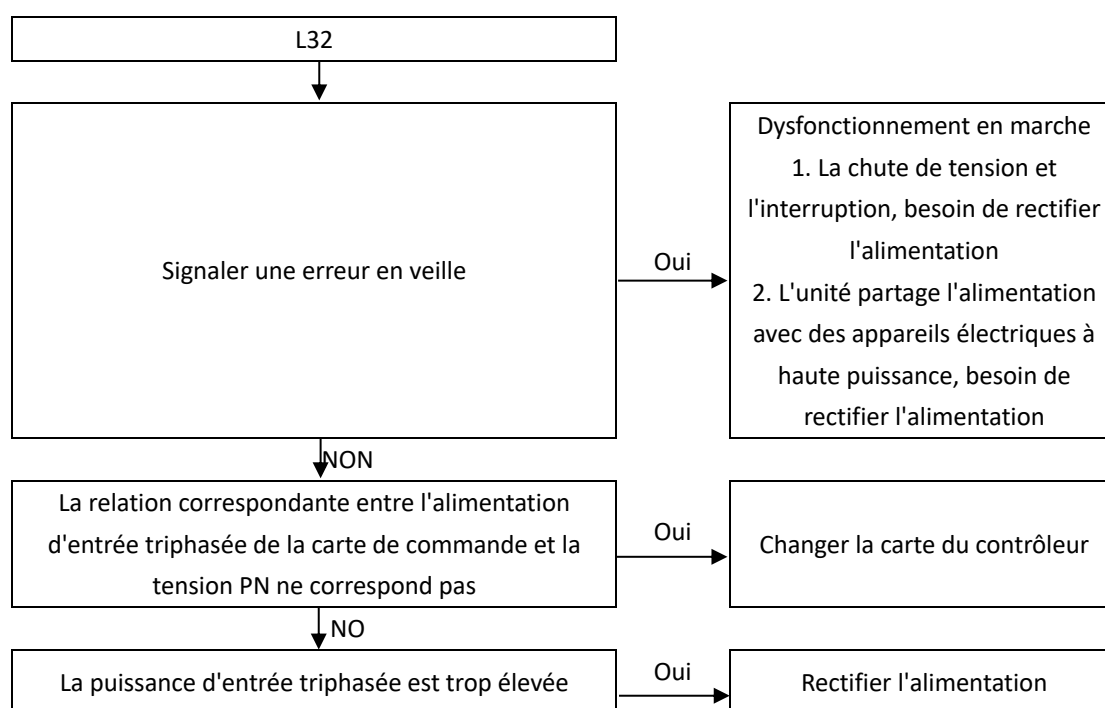 L32
Signaler une erreur en veille
Oui
Dysfonctionnement en marche
1. La chute de tension et
l'interruption, besoin de rectifier
l'alimentation
2. L'unité partage l'alimentation
avec des appareils électriques à
haute puissance, besoin de
rectifier l'alimentation
NON
La relation correspondante entre l'alimentation
d'entrée triphasée de la carte de commande et la
tension PN ne correspond pas
Oui
Changer la carte du contrôleur
NO
La puissance d'entrée triphasée est trop élevée
Oui
Rectifier l'alimentation